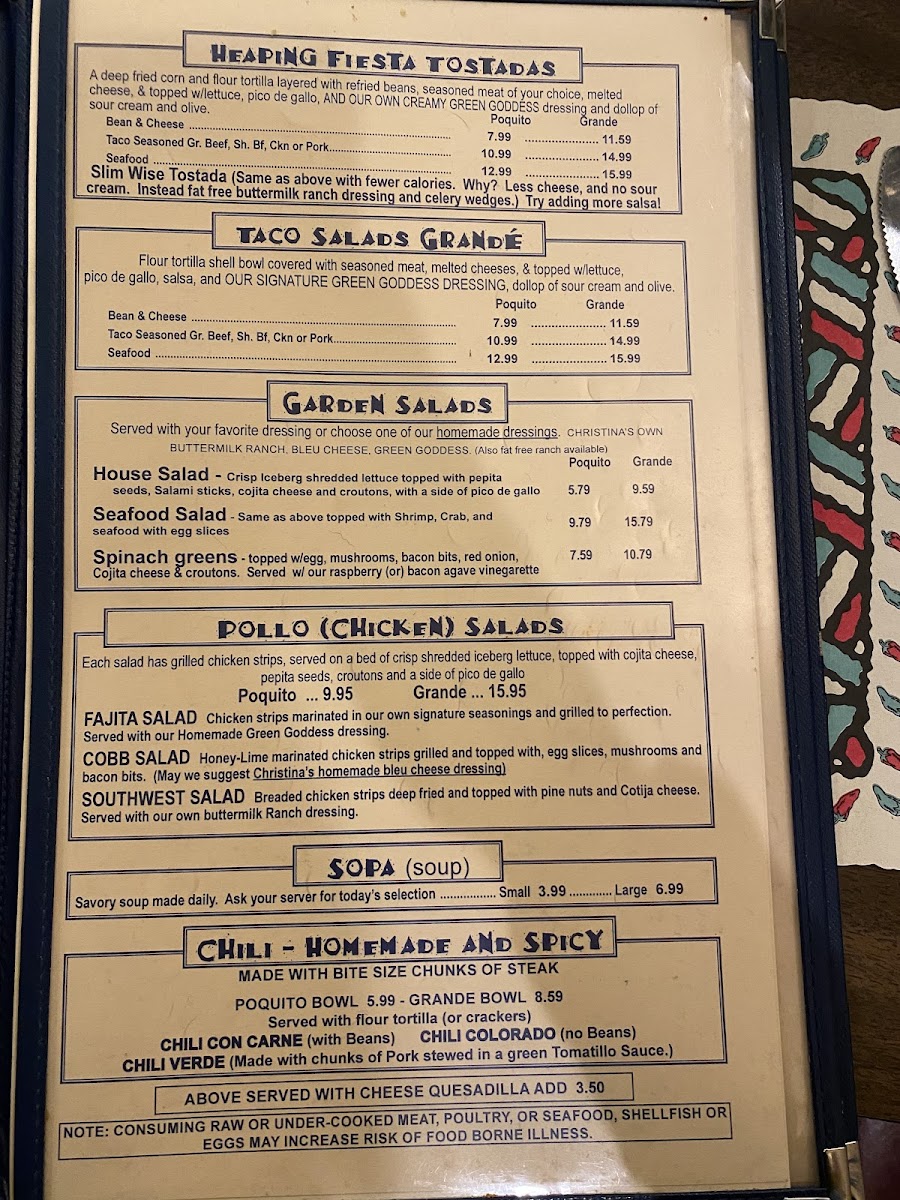 HEAPING FIESTA TOSTADAS
A deep fried corn and flour tortilla layered with refried beans, seasoned meat of your choice, melted
cheese, & topped w/lettuce, pico de gallo, AND OUR OWN CREAMY GREEN GODDESS dressing and dollop of
sour cream and olive.
Poquito Grande
Bean & Cheese ........ 7.99 ........ 11.59
Taco Seasoned Gr. Beef, Sh. Bf, Ckn or Pork........ 10.99 ........ 14.99
Seafood ........ 12.99 ........ 15.99
Slim Wise Tostada (Same as above with fewer calories. Why? Less cheese, and no sour
cream. Instead fat free buttermilk ranch dressing and celery wedges.) Try adding more salsa!
TACO SALADS GRANDÉ
Flour tortilla shell bowl covered with seasoned meat, melted cheeses, & topped w/lettuce,
pico de gallo, salsa, and OUR SIGNATURE GREEN GODDESS DRESSING, dollop of sour cream and olive.
Poquito Grande
Bean & Cheese ........ 7.99 ........ 11.59
Taco Seasoned Gr. Beef, Sh. Bf, Ckn or Pork........ 10.99 ........ 14.99
Seafood ........ 12.99 ........ 15.99
GARDEN SALADS
Served with your favorite dressing or choose one of our homemade dressings. CHRISTINA'S OWN
BUTTERMILK RANCH, BLEU CHEESE, GREEN GODDESS. (Also fat free ranch available)
Poquito Grande
House Salad - Crisp Iceberg shredded lettuce topped with pepita
seeds, Salami sticks, cojita cheese and croutons, with a side of pico de gallo 5.79 9.59
Seafood Salad - Same as above topped with Shrimp, Crab, and
seafood with egg slices 9.79 15.79
Spinach greens - topped w/egg, mushrooms, bacon bits, red onion, 7.59 10.79
Cojita cheese & croutons. Served w/ our raspberry (or) bacon agave vinegarette
POLLO (CHICKEN) SALADS
Each salad has grilled chicken strips, served on a bed of crisp shredded iceberg lettuce, topped with cojita cheese,
pepita seeds, croutons and a side of pico de gallo
Poquito ... 9.95 Grande ... 15.95
FAJITA SALAD Chicken strips marinated in our own signature seasonings and grilled to perfection.
Served with our Homemade Green Goddess dressing.
COBB SALAD Honey-Lime marinated chicken strips grilled and topped with, egg slices, mushrooms and
bacon bits. (May we suggest Christina's homemade bleu cheese dressing)
SOUTHWEST SALAD Breaded chicken strips deep fried and topped with pine nuts and Cotija cheese.
Served with our own buttermilk Ranch dressing.
SOPA (soup)
Savory soup made daily. Ask your server for today's selection ................. Small 3.99 ............. Large 6.99
CHILI - HOMEMADE AND SPICY
MADE WITH BITE SIZE CHUNKS OF STEAK
POQUITO BOWL 5.99 - GRANDE BOWL 8.59
Served with flour tortilla (or crackers)
CHILI CON CARNE (with Beans) CHILI COLORADO (no Beans)
CHILI VERDE (Made with chunks of Pork stewed in a green Tomatillo Sauce.)
ABOVE SERVED WITH CHEESE QUESADILLA ADD 3.50
NOTE: CONSUMING RAW OR UNDER-COOKED MEAT, POULTRY, OR SEAFOOD, SHELLFISH OR
EGGS MAY INCREASE RISK OF FOOD BORNE ILLNESS.